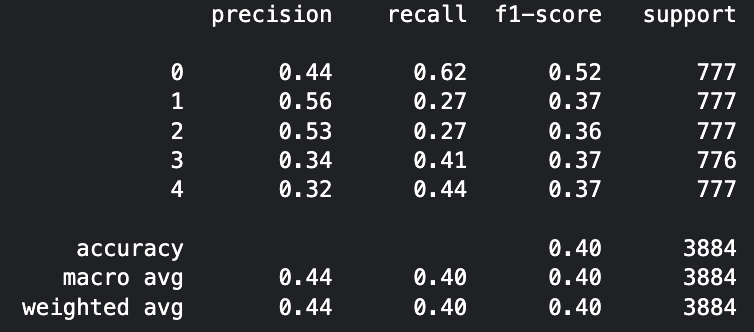 precision recall f1-score support
0 0.44 0.62 0.52 777
1 0.56 0.27 0.37 777
2 0.53 0.27 0.36 777
3 0.34 0.41 0.37 776
4 0.32 0.44 0.37 777
accuracy 0.40 3884
macro avg 0.44 0.40 0.40 3884
weighted avg 0.44 0.40 0.40 3884